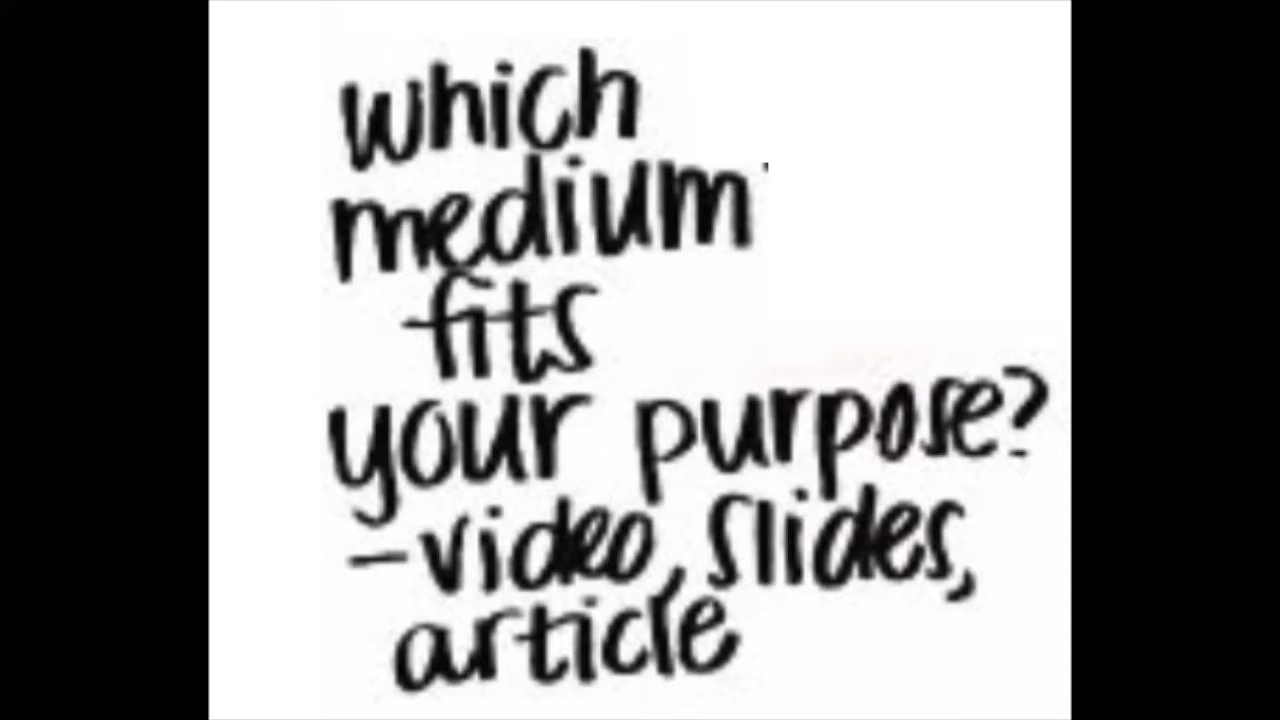 which
medium
fits
your purpose?
- video, slides,
article